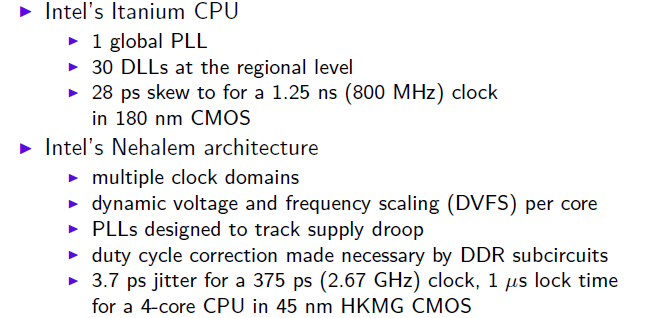 Intel's Itanium CPU
1 global PLL
30 DLLs at the regional level
28 ps skew to for a 1.25 ns (800 MHz) clock
in 180 nm CMOS
Intel's Nehalem architecture
multiple clock domains
dynamic voltage and frequency scaling (DVFS) per core
PLLs designed to track supply droop
duty cycle correction made necessary by DDR subcircuits
3.7 ps jitter for a 375 ps (2.67 GHz) clock, 1 μs lock time
for a 4-core CPU in 45 nm HKMG CMOS